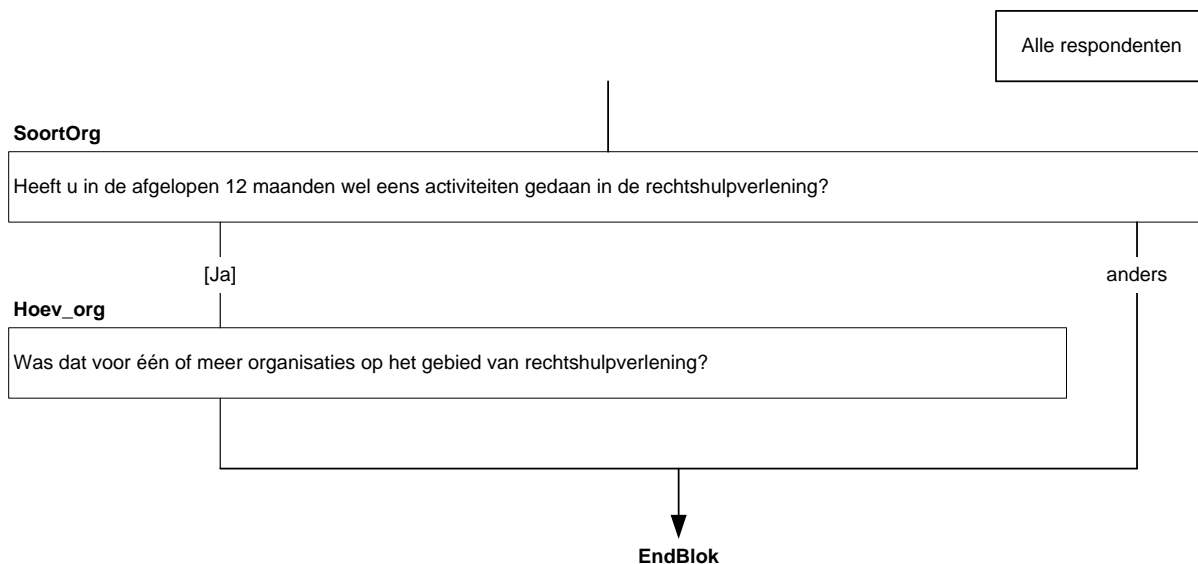 Alle respondenten
SoortOrg
Heeft u in de afgelopen 12 maanden wel eens activiteiten gedaan in de rechtshulpverlening?
[Ja]
anders
Hoev_org
Was dat voor één of meer organisaties op het gebied van rechtshulpverlening?
EndBlok